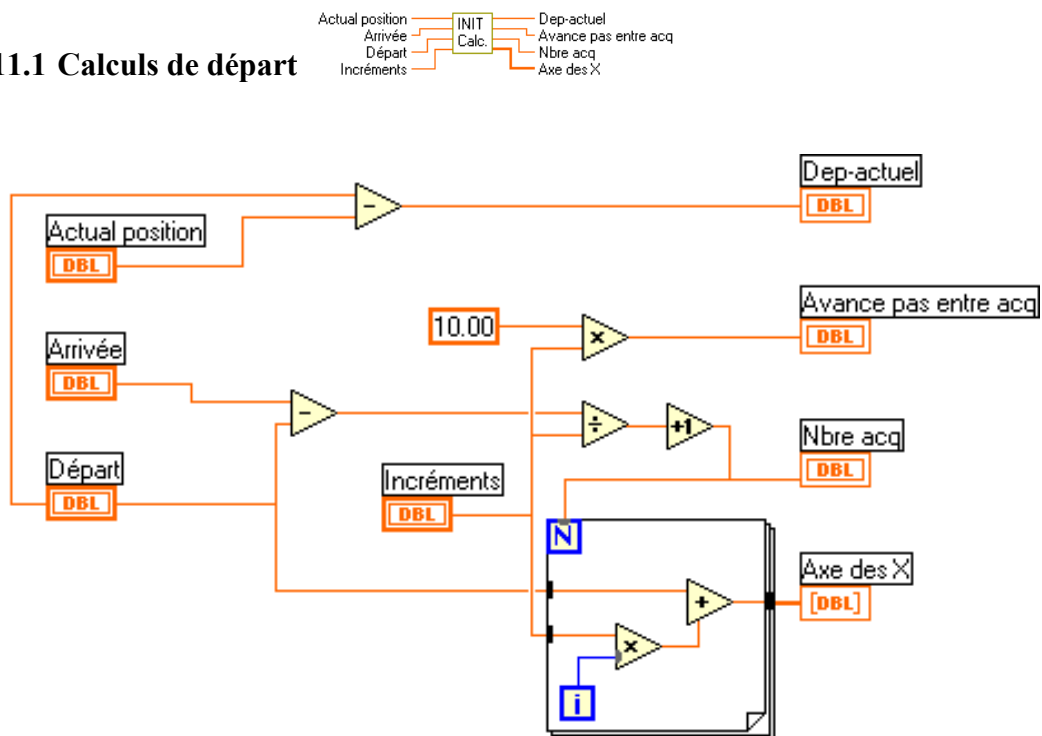 Actual position
Arrivée
Départ
Incréments
INIT
Calc.
Dep-actuel
Avance pas entre acq
Nbre acq
Axe des X
11.1 Calculs de départ
Dep-actuel
DBL
Actual position
DBL
Avance pas entre acq
10.00
×
DBL
Arrivée
DBL
-
÷
+1
Nbre acq
DBL
Départ
DBL
Incréments
DBL
N
Axe des X
+
[DBL]
×
i